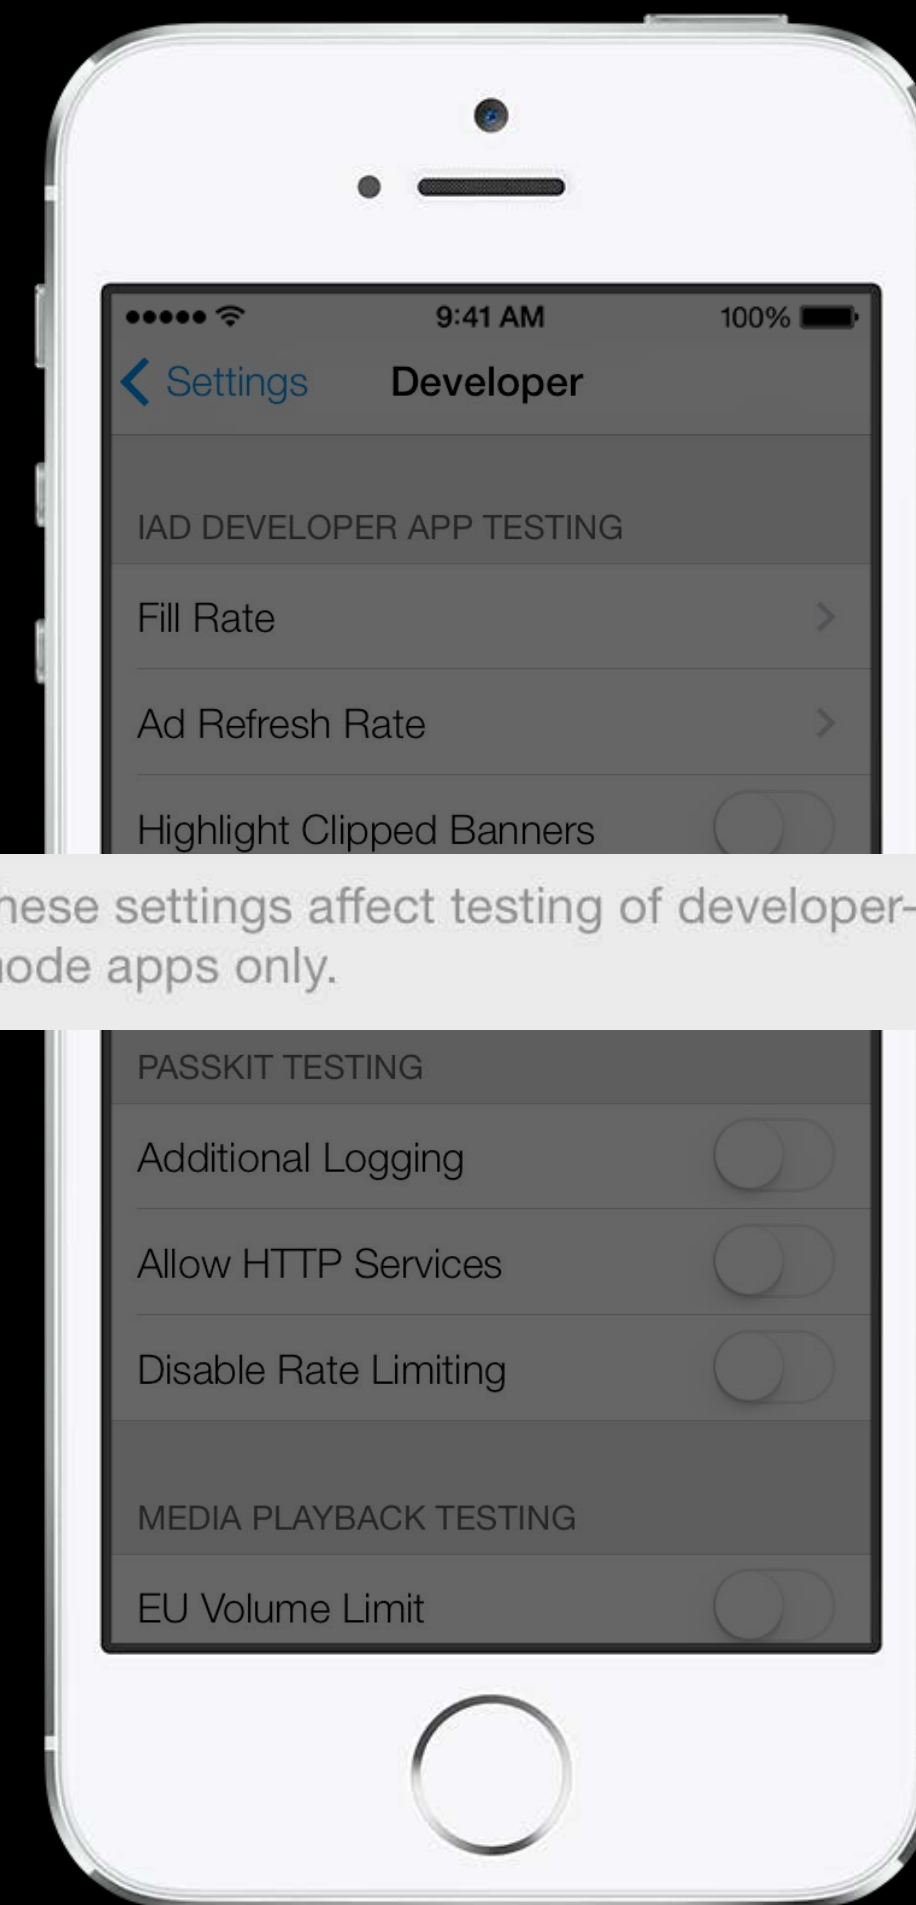 9:41 AM 100%
Settings Developer
IAD DEVELOPER APP TESTING
Fill Rate
Ad Refresh Rate
Highlight Clipped Banners
hese settings affect testing of developer-
ode apps only.
PASSKIT TESTING
Additional Logging
Allow HTTP Services
Disable Rate Limiting
MEDIA PLAYBACK TESTING
EU Volume Limit